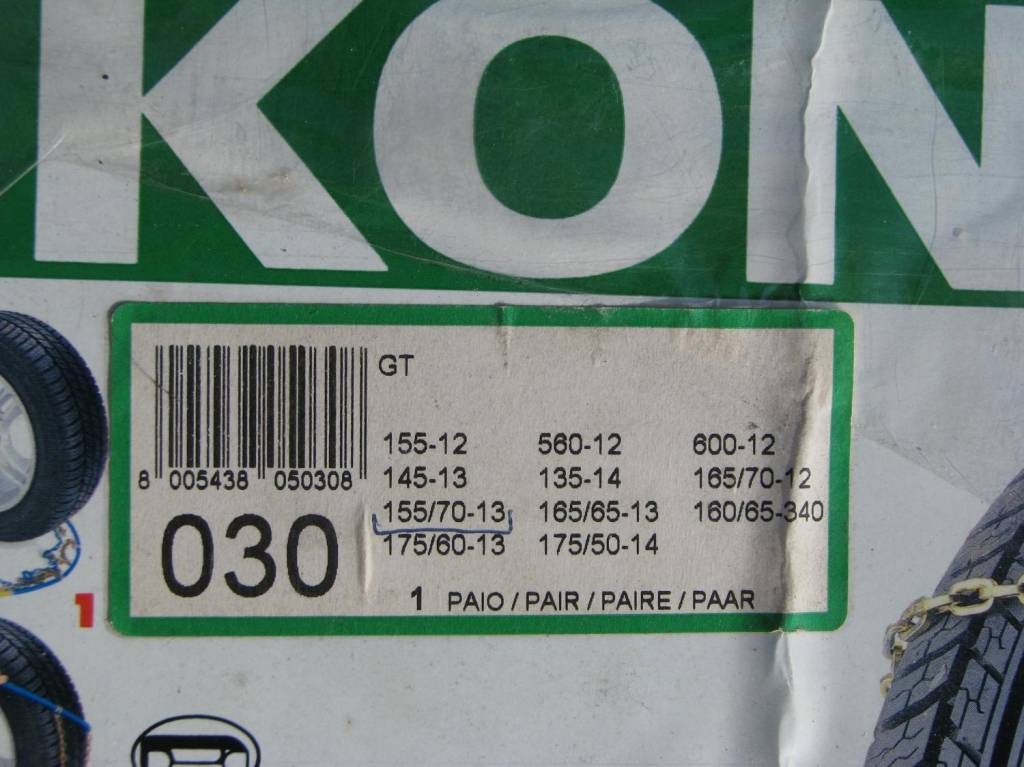 KON
GT
155-12 560-12 600-12
145-13 135-14 165/70-12
155/70-13 165/65-13 160/65-340
175/60-13 175/50-14
8 005438 050308
030
1 PAIO / PAIR / PAIRE / PAAR
1